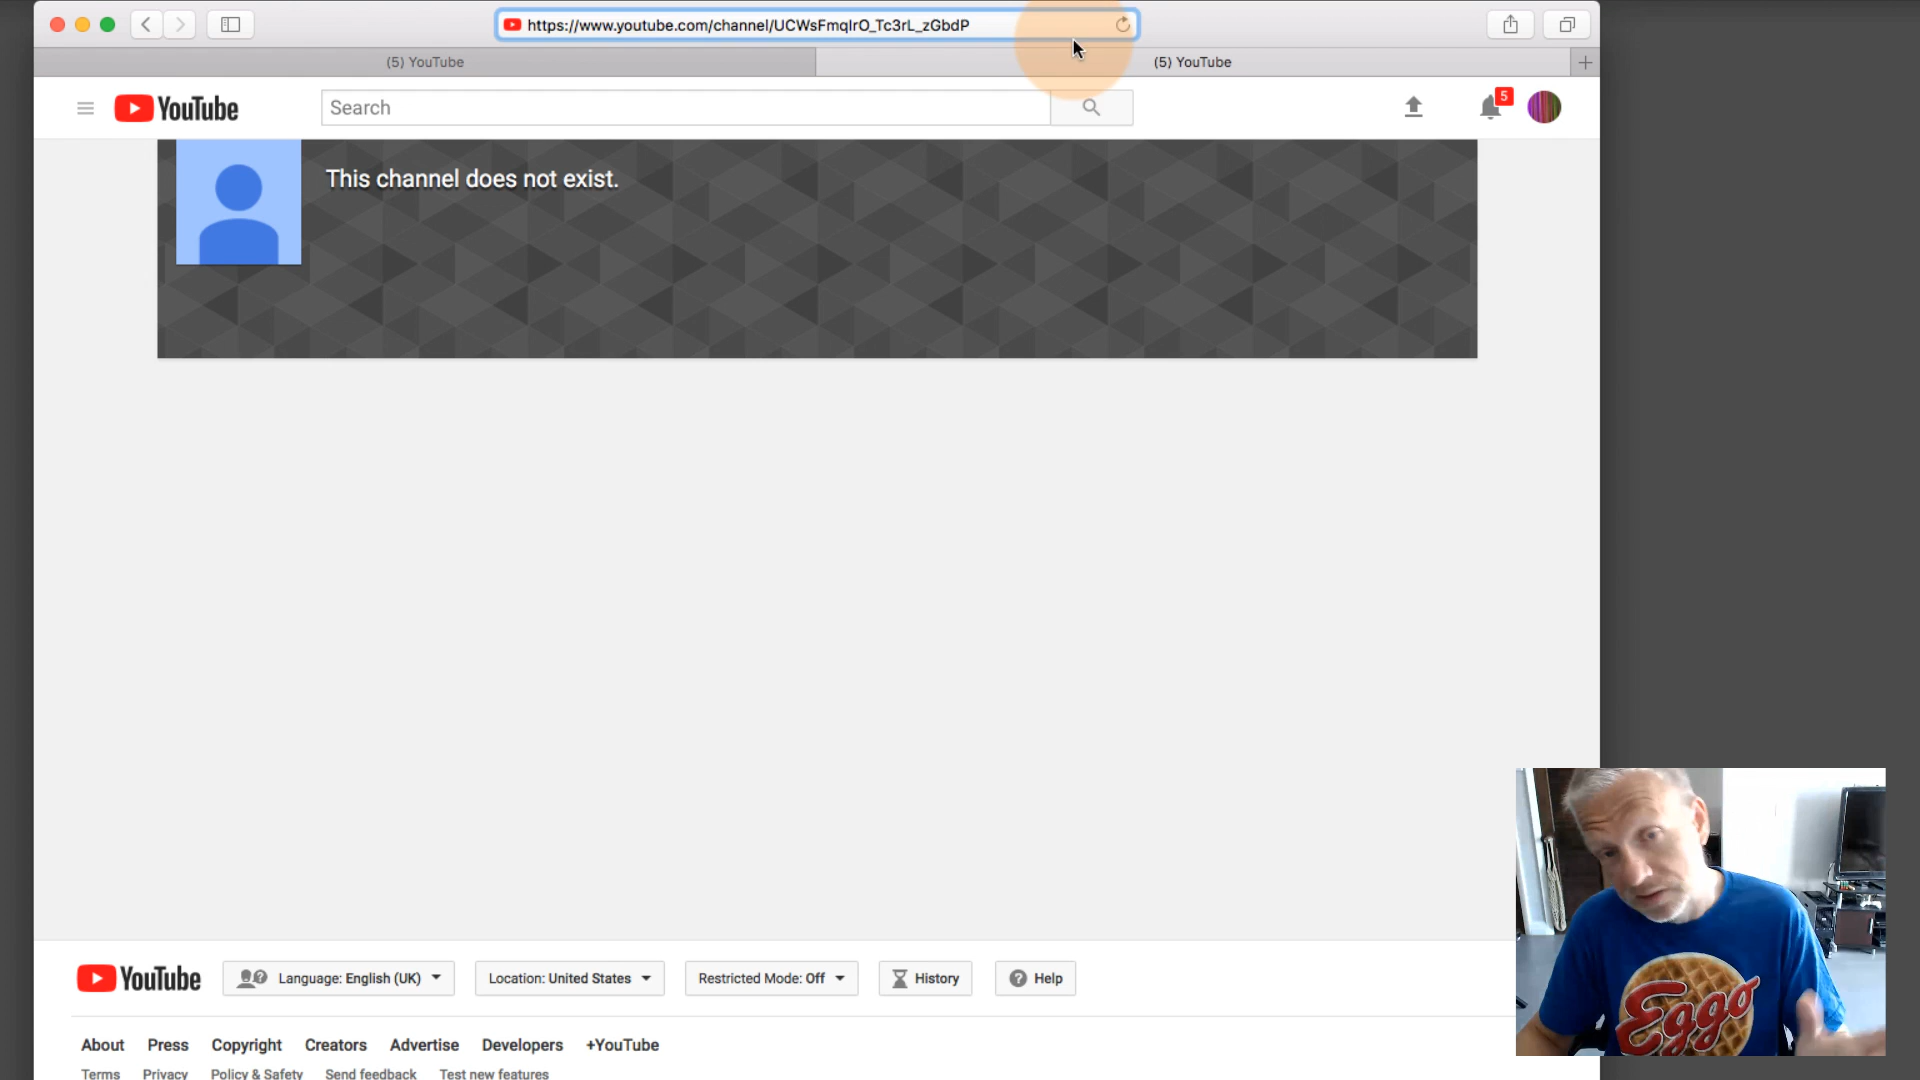 https://www.youtube.com/channel/UCWsFmqIrO_Tc3rL_zGbdP
(5) YouTube
(5) YouTube
YouTube
Search
5
This channel does not exist.
YouTube
Language: English (UK)
Location: United States
Restricted Mode: Off
History
Help
About Press Copyright Creators Advertise Developers +YouTube
Terms Privacy Policy & Safety Send feedback Test new features
Eggo